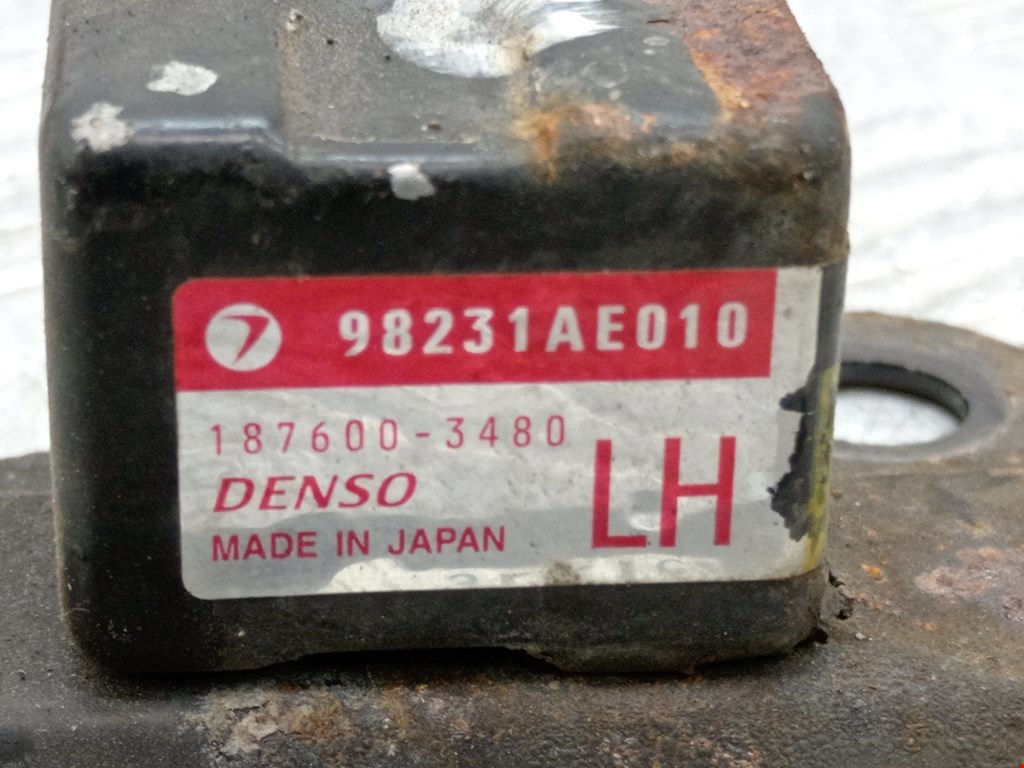 98231AE010
187600-3480
DENSO
LH
MADE IN JAPAN